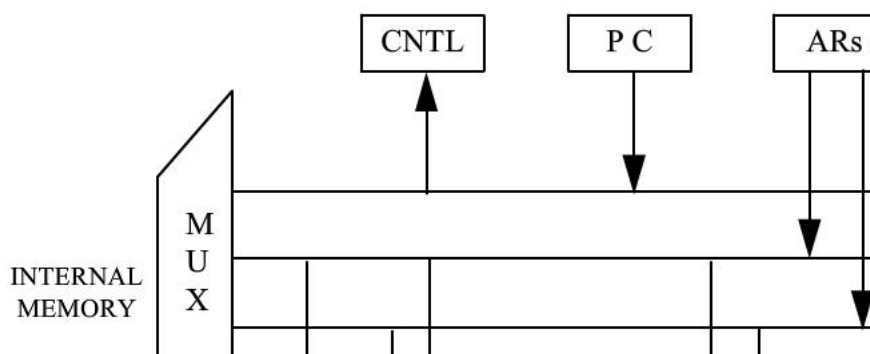 CNTL
P C
ARs
M
U
X
INTERNAL
MEMORY